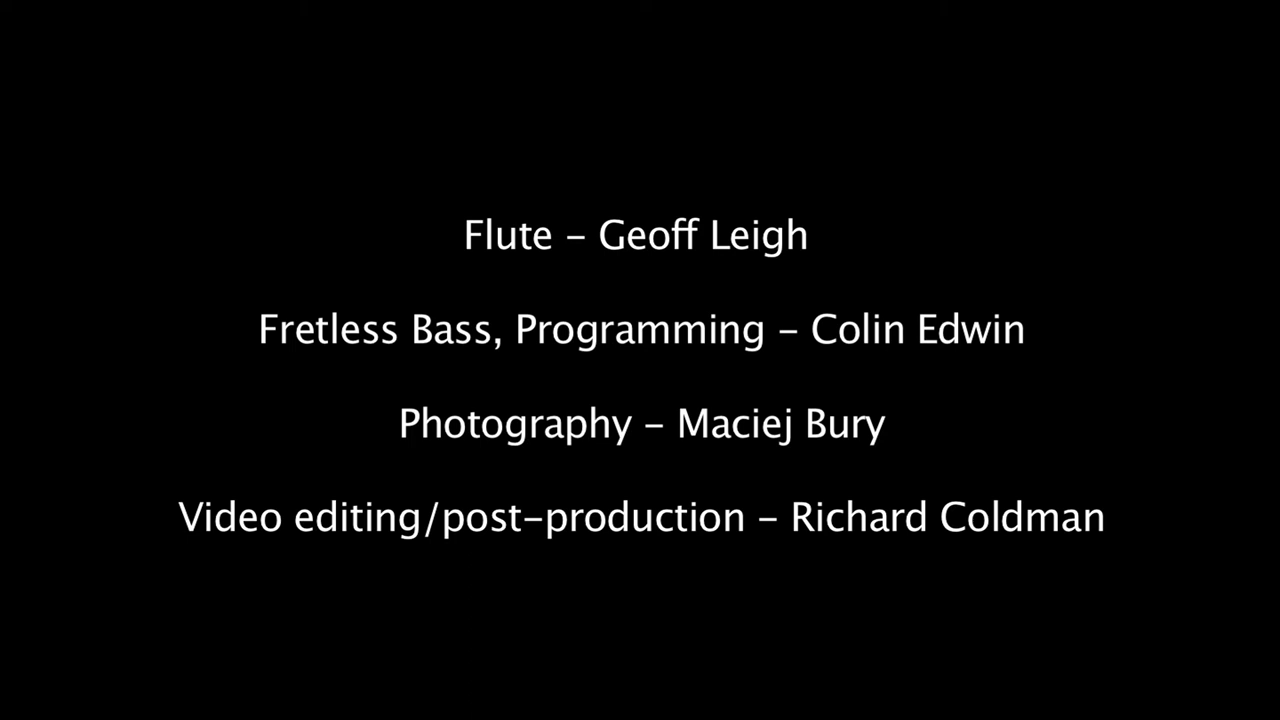 Flute – Geoff Leigh
Fretless Bass, Programming – Colin Edwin
Photography – Maciej Bury
Video editing/post-production – Richard Coldman